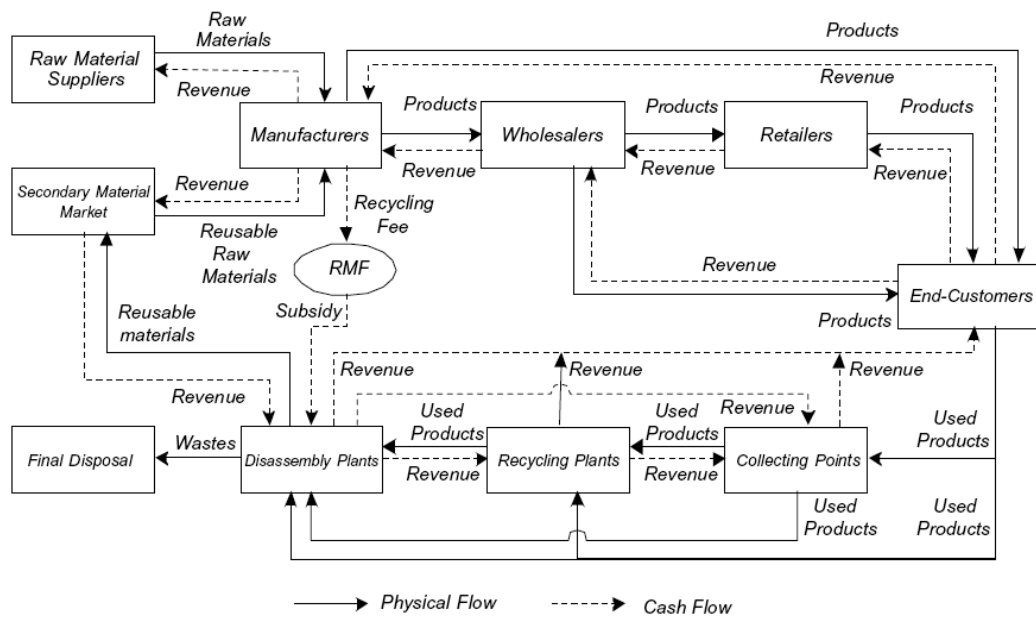 Raw
Materials
Products
Raw Material
Suppliers
Revenue
Revenue
Manufacturers
Products
Wholesalers
Products
Retailers
Products
Revenue
Revenue
Revenue
Secondary Material
Market
Revenue
Recycling
Fee
Reusable
Raw
Materials
RMF
Revenue
End-Customers
Subsidy
Products
Reusable
materials
Revenue
Revenue
Revenue
Revenue
Revenue
Used
Products
Used
Products
Used
Products
Final Disposal
Wastes
Disassembly Plants
Revenue
Recycling Plants
Revenue
Collecting Points
Used
Products
Used
Products
Physical Flow
Cash Flow